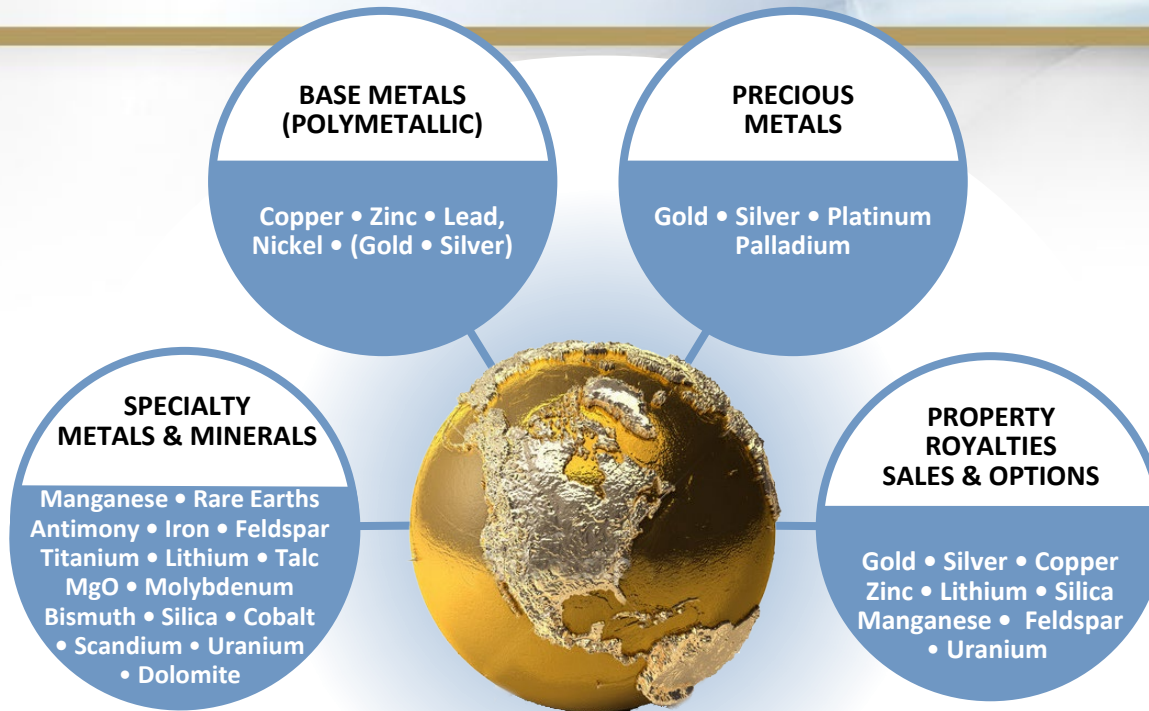 BASE METALS
(POLYMETALLIC)
Copper • Zinc • Lead,
Nickel • (Gold • Silver)
PRECIOUS
METALS
Gold • Silver • Platinum
Palladium
SPECIALTY
METALS & MINERALS
Manganese • Rare Earths
Antimony • Iron • Feldspar
Titanium • Lithium • Talc
MgO • Molybdenum
Bismuth • Silica • Cobalt
• Scandium • Uranium
• Dolomite
PROPERTY
ROYALTIES
SALES & OPTIONS
Gold • Silver • Copper
Zinc • Lithium • Silica
Manganese • Feldspar
• Uranium